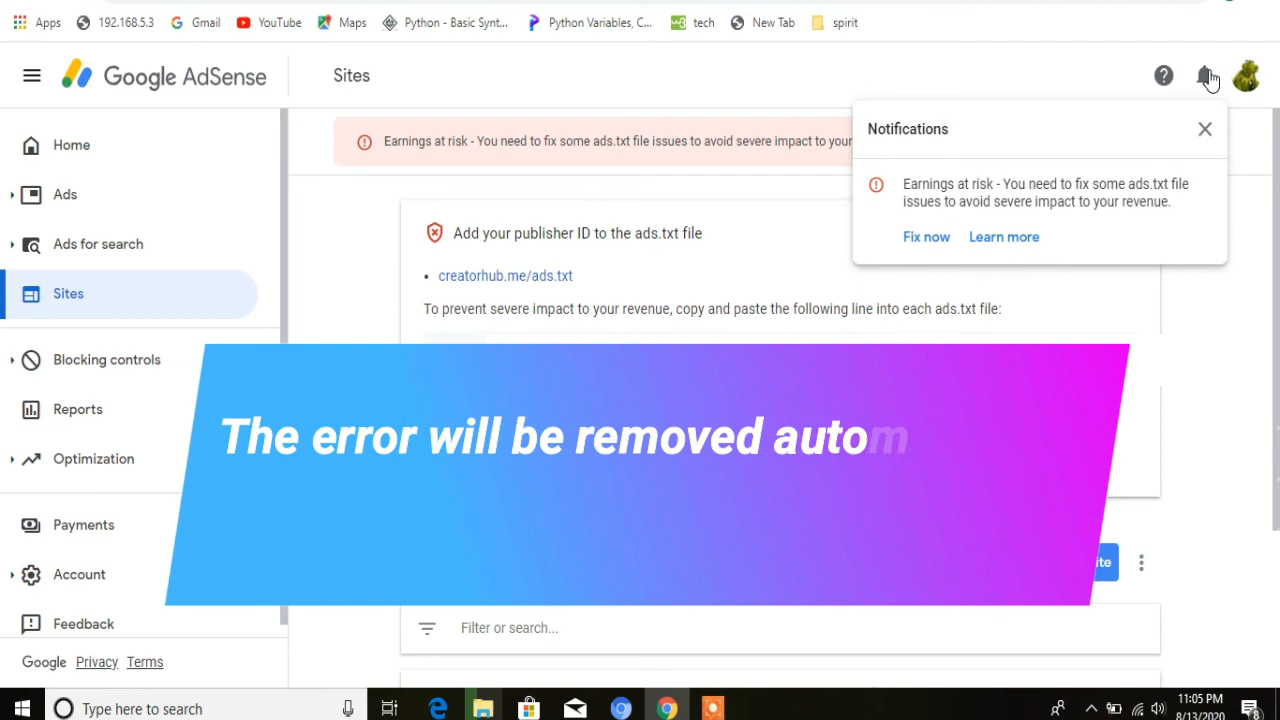 Apps 192.168.5.3 Gmail YouTube Maps Python - Basic Synt... Python Variables, C... tech New Tab spirit
Google AdSense Sites
Home
Ads
Ads for search
Sites
Blocking controls
Reports
Optimization
Payments
Account
Feedback
Google Privacy Terms
Earnings at risk - You need to fix some ads.txt file issues to avoid severe impact to your
Notifications
Earnings at risk - You need to fix some ads.txt file
issues to avoid severe impact to your revenue.
Fix now Learn more
Add your publisher ID to the ads.txt file
• creatorhub.me/ads.txt
To prevent severe impact to your revenue, copy and paste the following line into each ads.txt file:
The error will be removed autom
te
Filter or search...
Type here to search
11:05 PM
8/13/2020
8